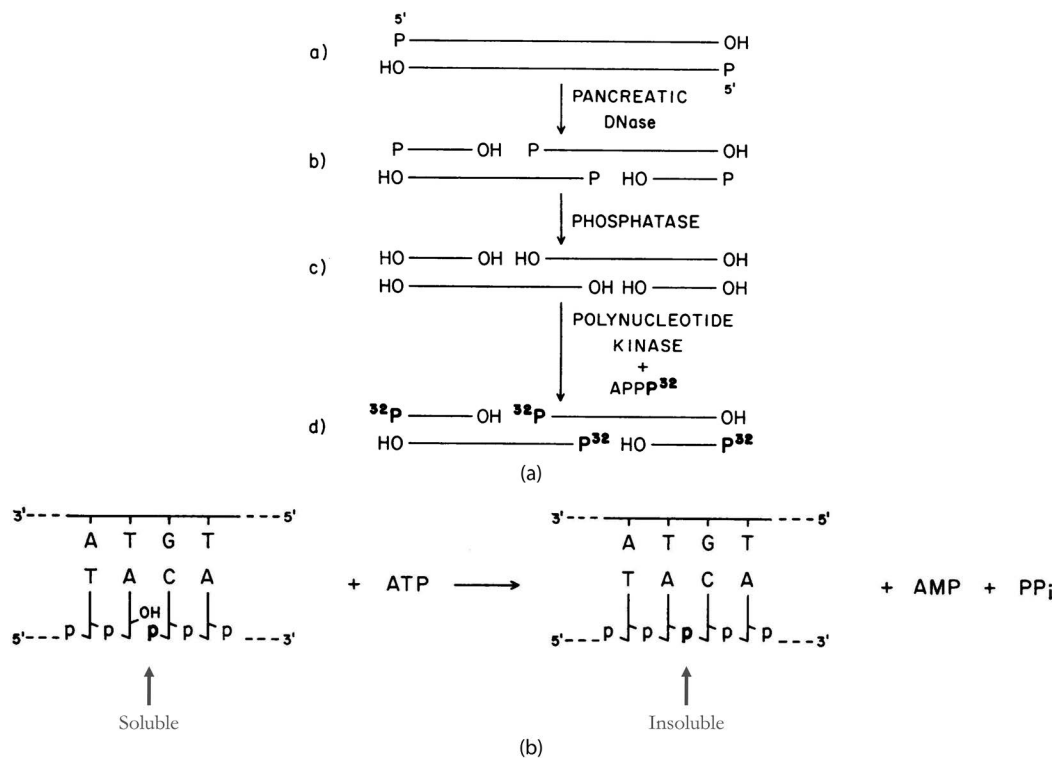 5'
a) P OH
HO P
5'
PANCREATIC
DNase
b) P OH P OH
HO P HO P
PHOSPHATASE
c) HO OH HO OH
HO OH HO OH
POLYNUCLEOTIDE
KINASE
+
APPP³²
d) ³²P OH ³²P OH
HO P³² HO P³²
(a)
3' 5' 3' 5'
A T G T A T G T
T A C A + ATP T A C A + AMP + PPi
OH
5' p p p p p 3' 5' p p p p p 3'
Soluble Insoluble
(b)